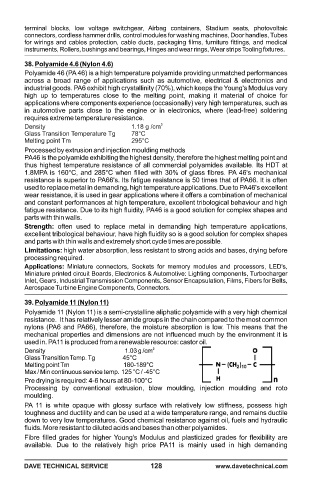 terminal blocks, low voltage switchgear, Airbag containers, Stadium seats, photovoltaic
connectors, cordless hammer drills, control modules for washing machines, Door handles, Tubes
for wirings and cables protection, cable ducts, packaging films, furniture fittings, and medical
instruments, Rollers, bushings and bearings, Hinges and wear rings, Wear strips Tooling fixtures.
38. Polyamide 4.6 (Nylon 4.6)
Polyamide 46 (PA 46) is a high temperature polyamide providing unmatched performances
across a broad range of applications such as automotive, electrical & electronics and
industrial goods. PA6 exhibit high crystallinity (70%), which keeps the Young's Modulus very
high up to temperatures close to the melting point, making it material of choice for
applications where components experience (occasionally) very high temperatures, such as
in automotive parts close to the engine or in electronics, where (lead-free) soldering
requires extreme temperature resistance.
Density 1.18 g /cm³
Glass Transition Temperature Tg 78°C
Melting point Tm 295°C
Processed by extrusion and injection moulding methods
PA46 is the polyamide exhibiting the highest density, therefore the highest melting point and
thus highest temperature resistance of all commercial polyamides available. Its HDT at
1.8MPA Is 160°C, and 285°C when filled with 30% of glass fibres. PA 46's mechanical
resistance is superior to PA66's. Its fatigue resistance is 50 times that of PA66. It is often
used to replace metal in demanding, high temperature applications. Due to PA46's excellent
wear resistance, it is used in gear applications where it offers a combination of mechanical
and constant performances at high temperature, excellent tribological behaviour and high
fatigue resistance. Due to its high fluidity, PA46 is a good solution for complex shapes and
parts with thin walls.
Strength: often used to replace metal in demanding high temperature applications,
excellent tribological behaviour, have high fluidity so is a good solution for complex shapes
and parts with thin walls and extremely short cycle times are possible.
Limitations: high water absorption, less resistant to strong acids and bases, drying before
processing required.
Applications: Miniature connectors, Sockets for memory modules and processors, LED's,
Miniature printed circuit Boards, Electronics & Automotive: Lighting components, Turbocharger
Inlet, Gears, Industrial Transmission Components, Sensor Encapsulation, Films, Fibers for Belts,
Aerospace Turbine Engine Components, Connectors.
39. Polyamide 11 (Nylon 11)
Polyamide 11 (Nylon 11) is a semi-crystalline aliphatic polyamide with a very high chemical
resistance. It has relatively lesser amide groups in the chain compared to the most common
nylons (PA6 and PA66), therefore, the moisture absorption is low. This means that the
mechanical properties and dimensions are not influenced much by the environment it is
used in. PA11 is produced from a renewable resource: castor oil.
Density 1.03 g /cm³
Glass Transition Temp. Tg 45°C
Melting point Tm 180-189°C
Max / Min continuous service temp. 125 °C / -45°C
Pre drying is required: 4-6 hours at 80-100°C
O
N – (CH₂)₁₀ – C
H n
Processing by conventional extrusion, blow moulding, injection moulding and roto
moulding.
PA 11 is white opaque with glossy surface with relatively low stiffness, possess high
toughness and ductility and can be used at a wide temperature range, and remains ductile
down to very low temperatures. Good chemical resistance against oil, fuels and hydraulic
fluids. More resistant to diluted acids and bases than other polyamides.
Fibre filled grades for higher Young's Modulus and plasticized grades for flexibility are
available. Due to the relatively high price PA11 is mainly used in high demanding
DAVE TECHNICAL SERVICE 128 www.davetechnical.com